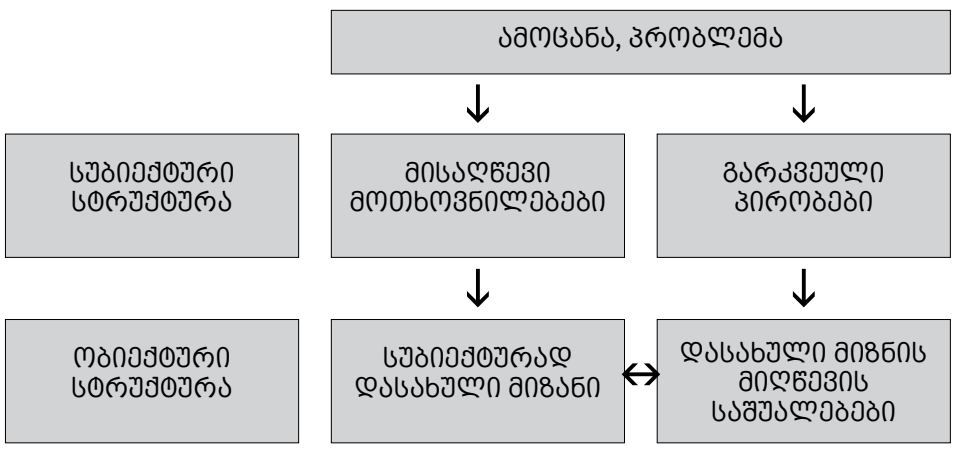 ამოცანა, პრობლემა
სუბიექტური
სტრუქტურა
მისაღწევი
მოთხოვნილებები
გარკვეული
პირობები
ობიექტური
სტრუქტურა
სუბიექტურად
დასახული მიზანი
დასახული მიზნის
მიღწევის
საშუალებები